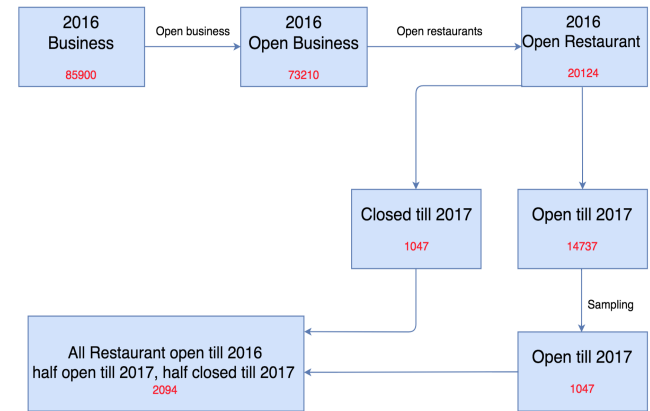 2016
Business
85900
Open business
2016
Open Business
73210
Open restaurants
2016
Open Restaurant
20124
Closed till 2017
1047
Open till 2017
14737
Sampling
All Restaurant open till 2016
half open till 2017, half closed till 2017
2094
Open till 2017
1047